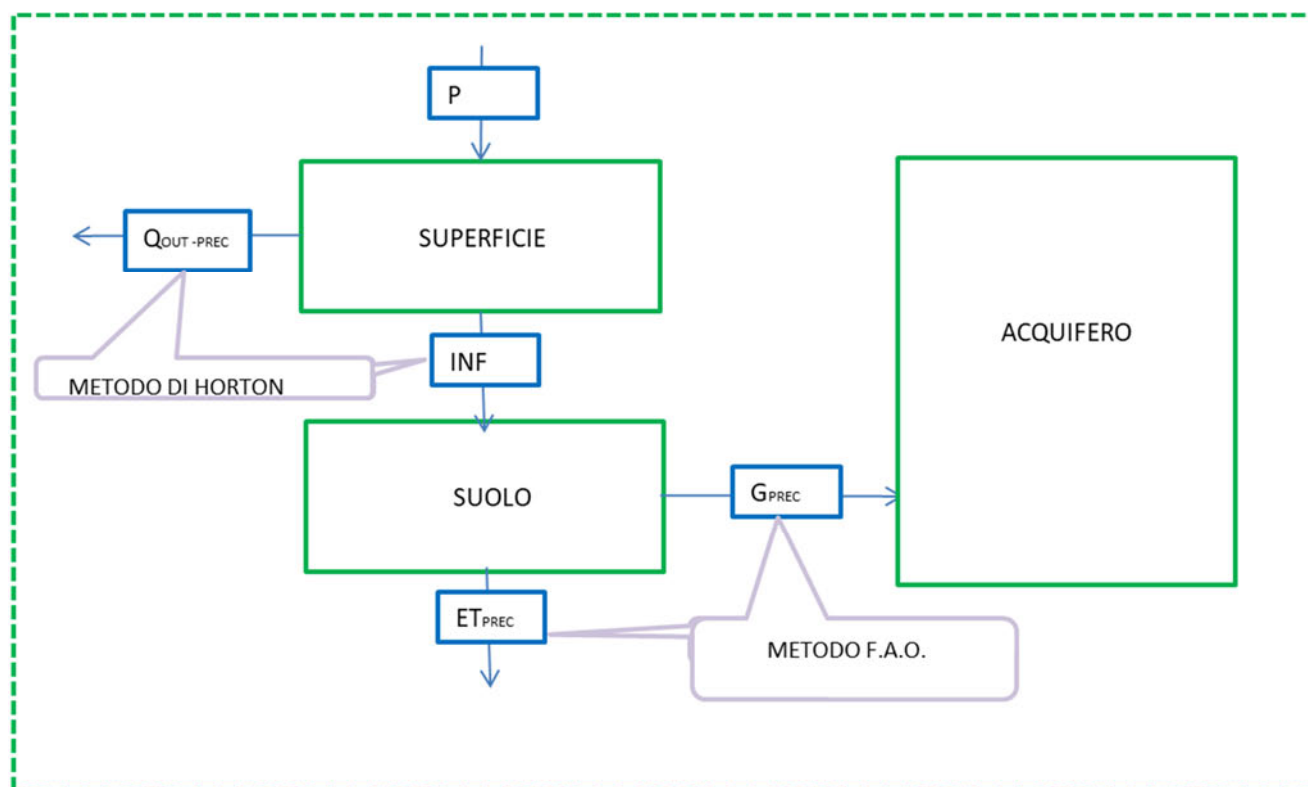 P
QOUT -PREC
SUPERFICIE
ACQUIFERO
INF
METODO DI HORTON
SUOLO
GPREC
ETPREC
METODO F.A.O.